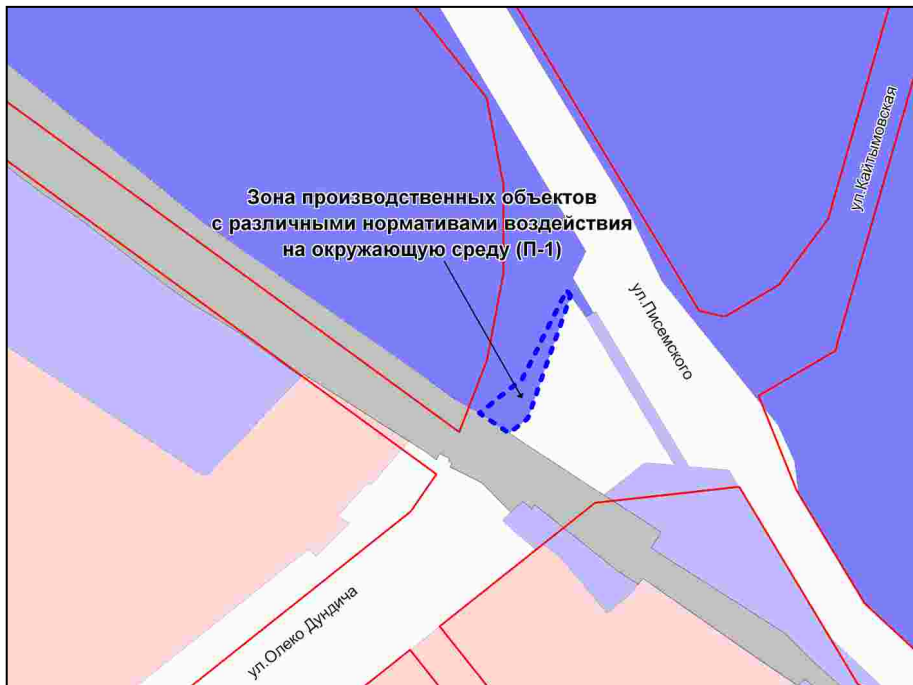 ул.Кайтымовская
Зона производственных объектов
с различными нормативами воздействия
на окружающую среду (П-1)
ул.Писемского
ул.Олеко Дундича